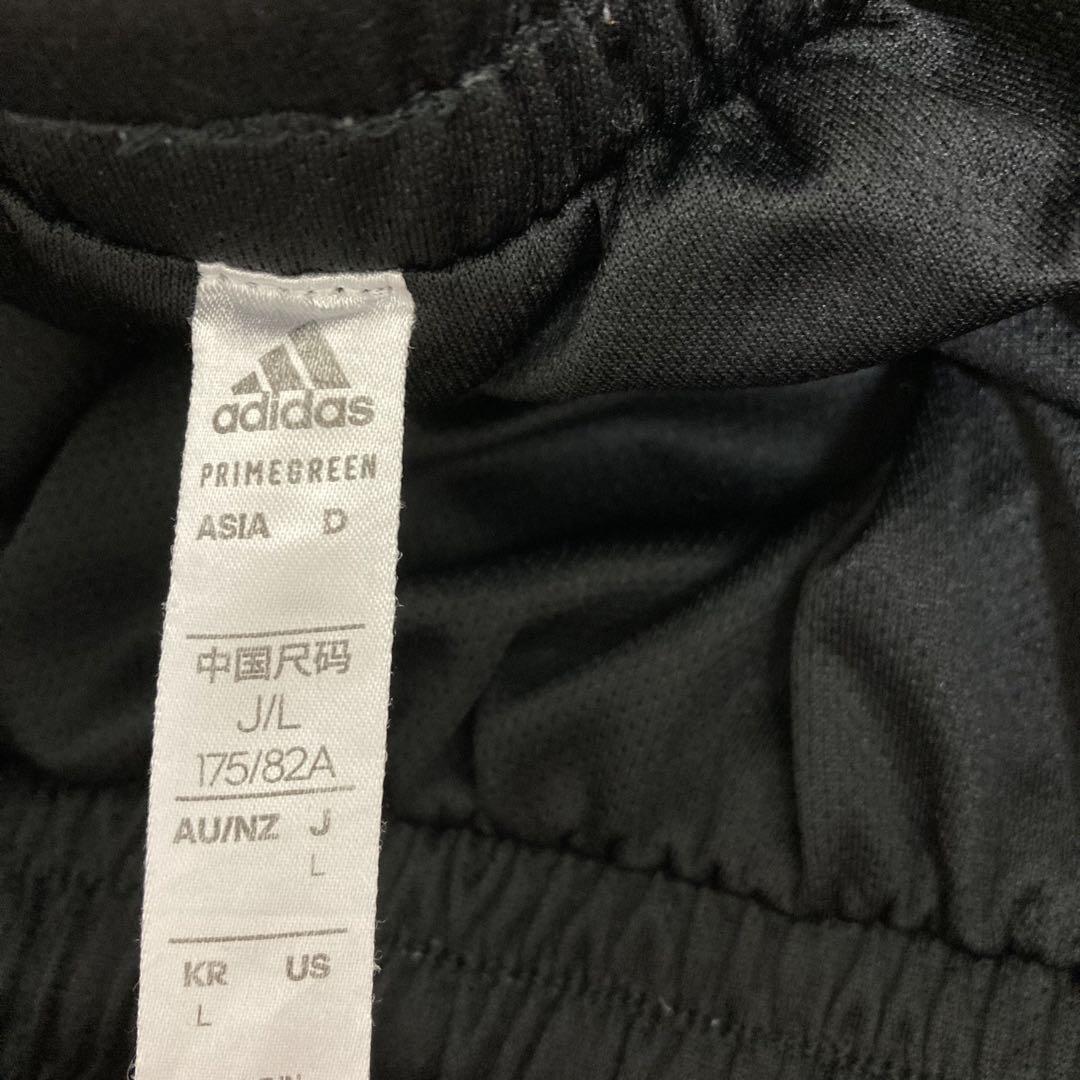 adidas
PRIMEGREEN
ASIA D
中国尺码
J/L
175/82A
AU/NZ J
L
KR US
L